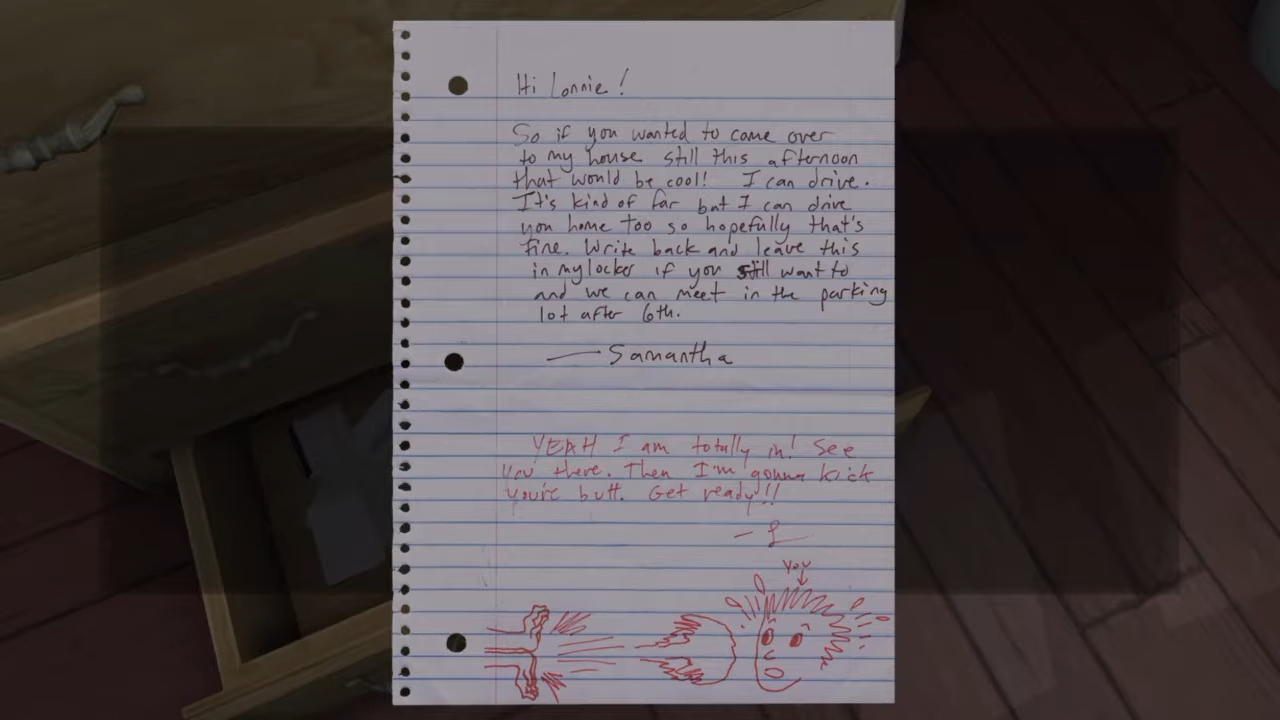 Hi Lonnie!
So if you wanted to come over
to my house still this afternoon
that would be cool! I can drive.
It's kind of far but I can drive
you home too so hopefully that's
fine. Write back and leave this
in my locker if you still want to
and we can meet in the parking
lot after 6th.
— Samantha
YEAH I am totally in! See
you there. Then I'm gonna kick
you're butt. Get ready!!
- L
you